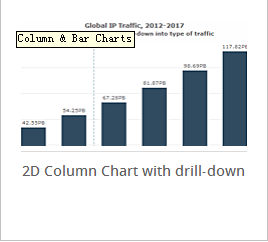 Global IP Traffic, 2012-2017
down into type of traffic
Column & Bar Charts
117.82PB
98.69PB
81.87PB
67.28PB
54.25PB
42.55PB
2D Column Chart with drill-down